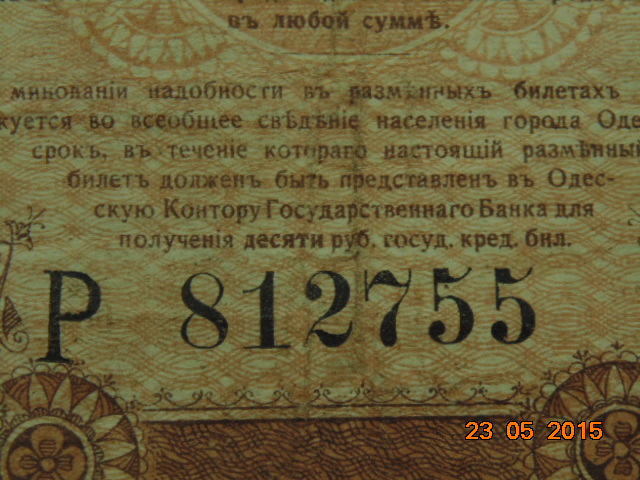 въ любой суммѣ.
минованіи надобности въ размѣнныхъ билетахъ
куется во всеобщее свѣдѣніе населенія города Оде
срокъ, въ теченіе котораго настоящій размѣнный
билетъ долженъ быть представленъ въ Одес-
скую Контору Государственнаго Банка для
полученія десяти руб. госуд. кред. бил.
Р 812755
23 05 2015